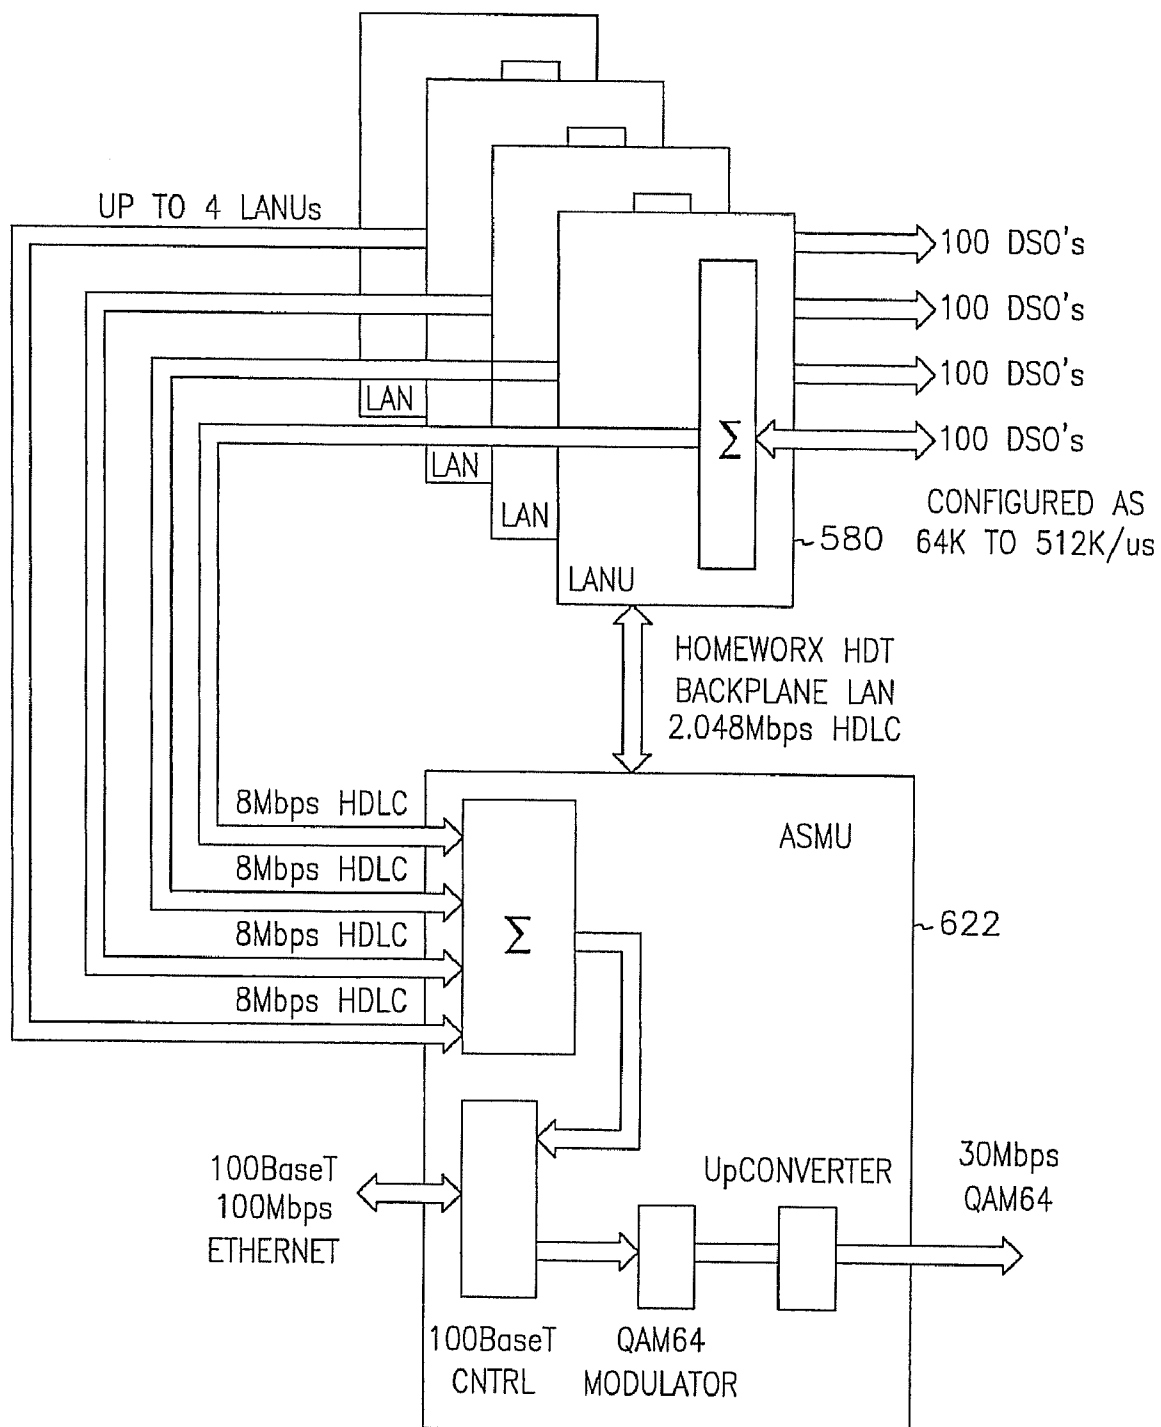 UP TO 4 LANUs
100 DSO's
100 DSO's
100 DSO's
100 DSO's
LAN
LAN
LAN
LANU
Σ
580
CONFIGURED AS
64K TO 512K/us
HOMEWORX HDT
BACKPLANE LAN
2.048Mbps HDLC
8Mbps HDLC
8Mbps HDLC
8Mbps HDLC
8Mbps HDLC
Σ
ASMU
622
100BaseT
100Mbps
ETHERNET
UpCONVERTER
30Mbps
QAM64
100BaseT
CNTRL
QAM64
MODULATOR